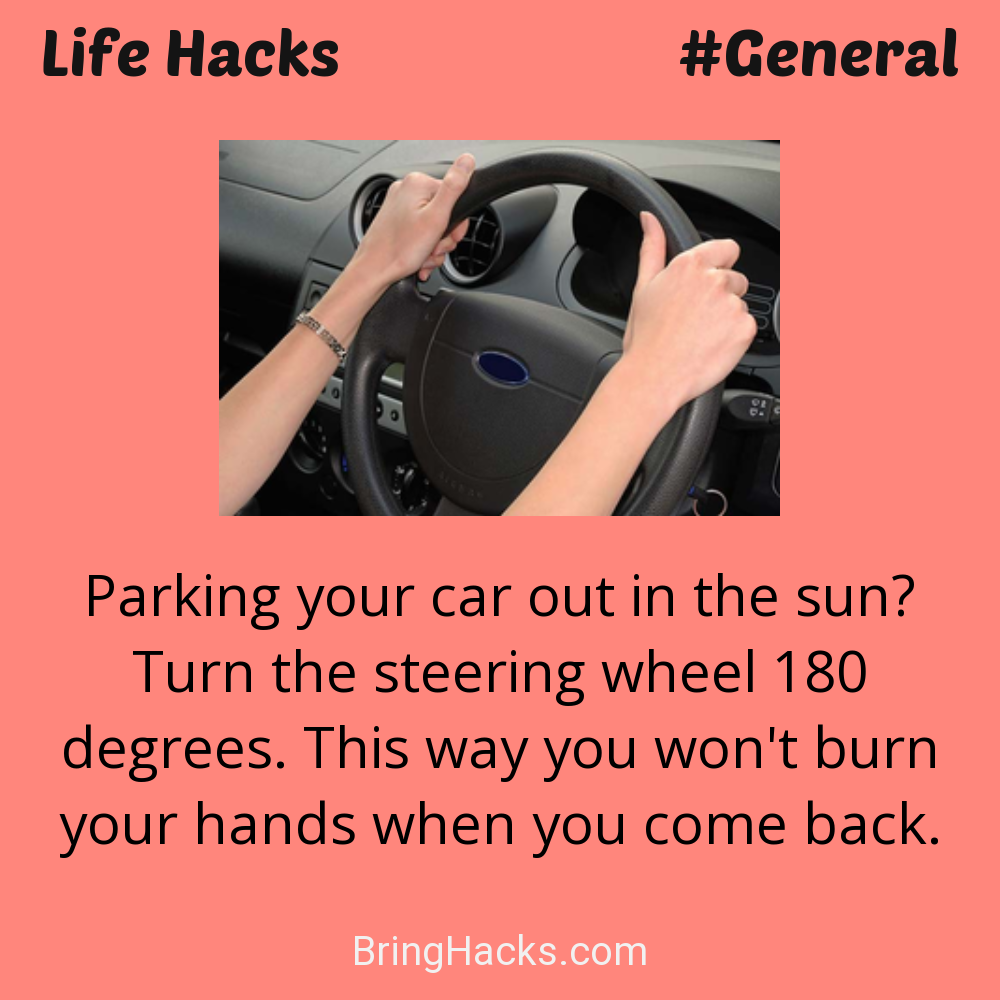 Life Hacks
#General
Parking your car out in the sun?
Turn the steering wheel 180
degrees. This way you won't burn
your hands when you come back.
BringHacks.com